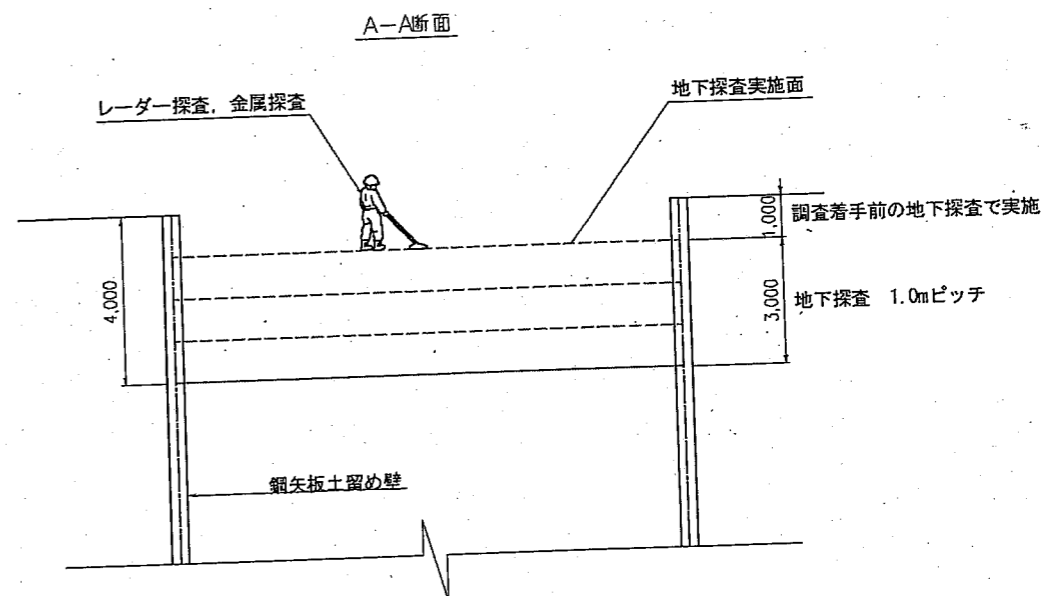 A－A断面
レーダー探査，金属探査
地下探査実施面
1,000
調査着手前の地下探査で実施
4,000
3,000
地下探査　1.0mピッチ
鋼矢板土留め壁